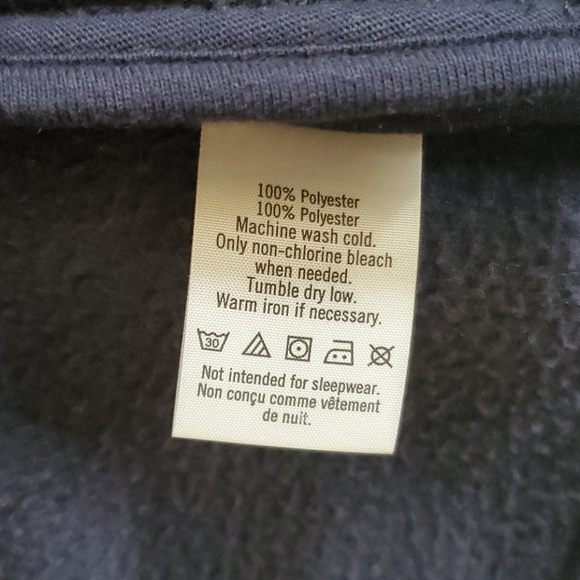 100% Polyester
100% Polyester
Machine wash cold.
Only non-chlorine bleach
when needed.
Tumble dry low.
Warm iron if necessary.
30
Not intended for sleepwear.
Non conçu comme vêtement
de nuit.